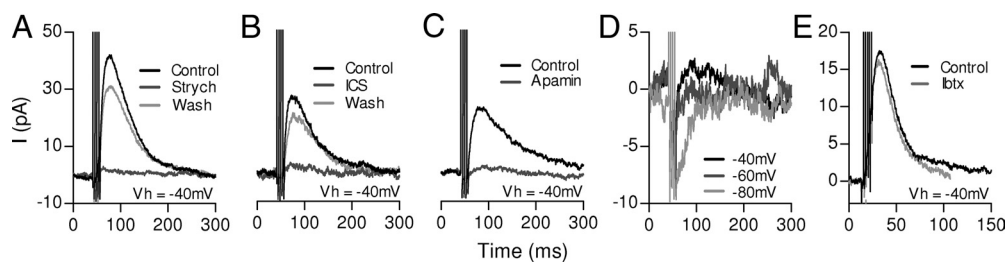 A
B
C
D
E
50
30
10
-10
I (pA)
Control
Strych
Wash
Vh = -40mV
0 100 200 300
Control
ICS
Wash
Vh = -40mV
0 100 200 300
Control
Apamin
Vh = -40mV
0 100 200 300
5
0
-5
-10
-40mV
-60mV
-80mV
0 100 200 300
20
15
10
5
0
Control
Ibtx
Vh = -40mV
0 50 100 150
Time (ms)